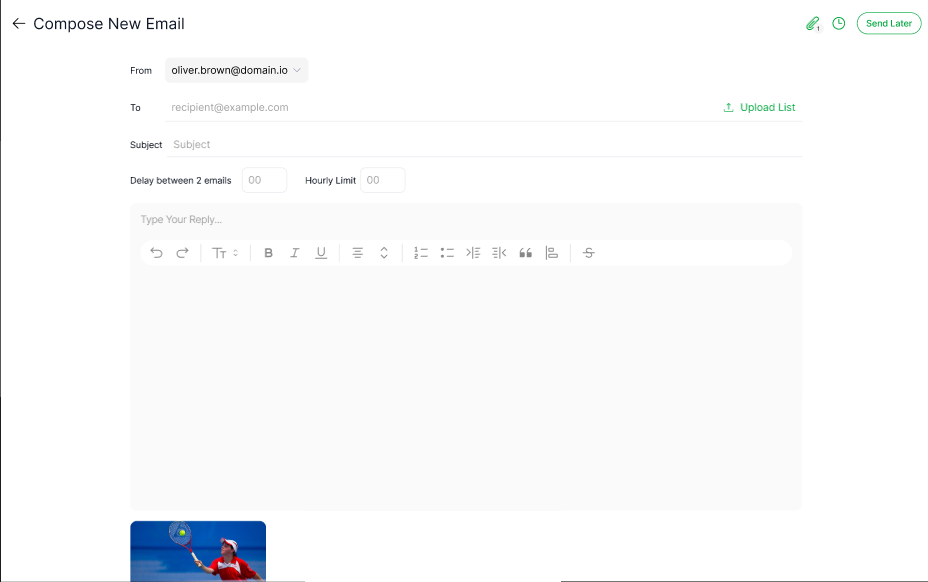 Compose New Email
1
Send Later
From oliver.brown@domain.io
To recipient@example.com Upload List
Subject Subject
Delay between 2 emails 00 Hourly Limit 00
Type Your Reply...